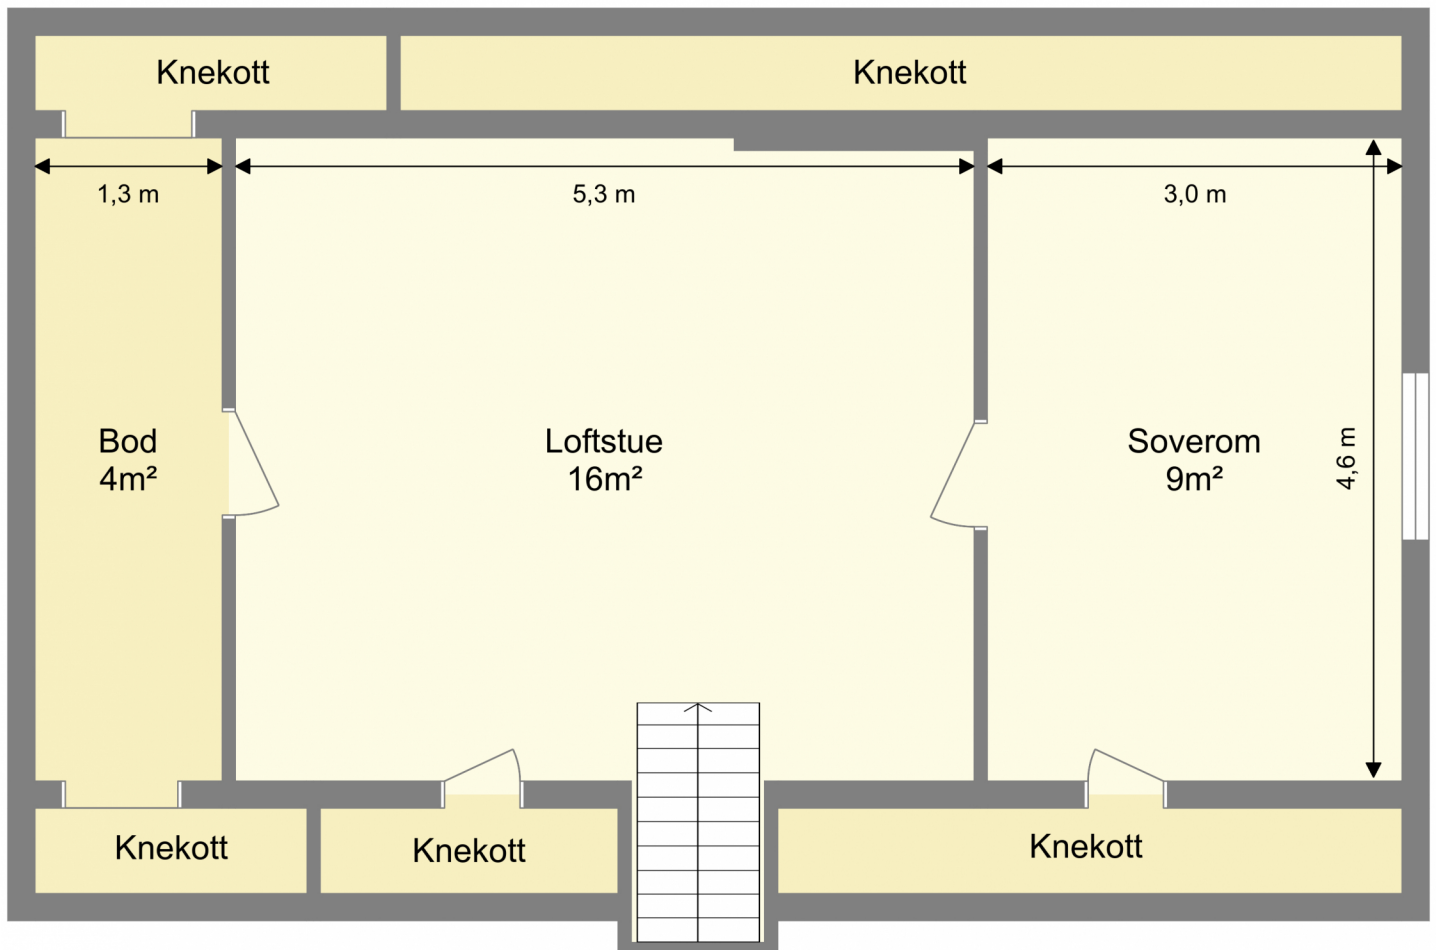 Knekott
Knekott
1,3 m
5,3 m
3,0 m
Bod
4m²
Loftstue
16m²
Soverom
9m²
4,6 m
Knekott
Knekott
Knekott